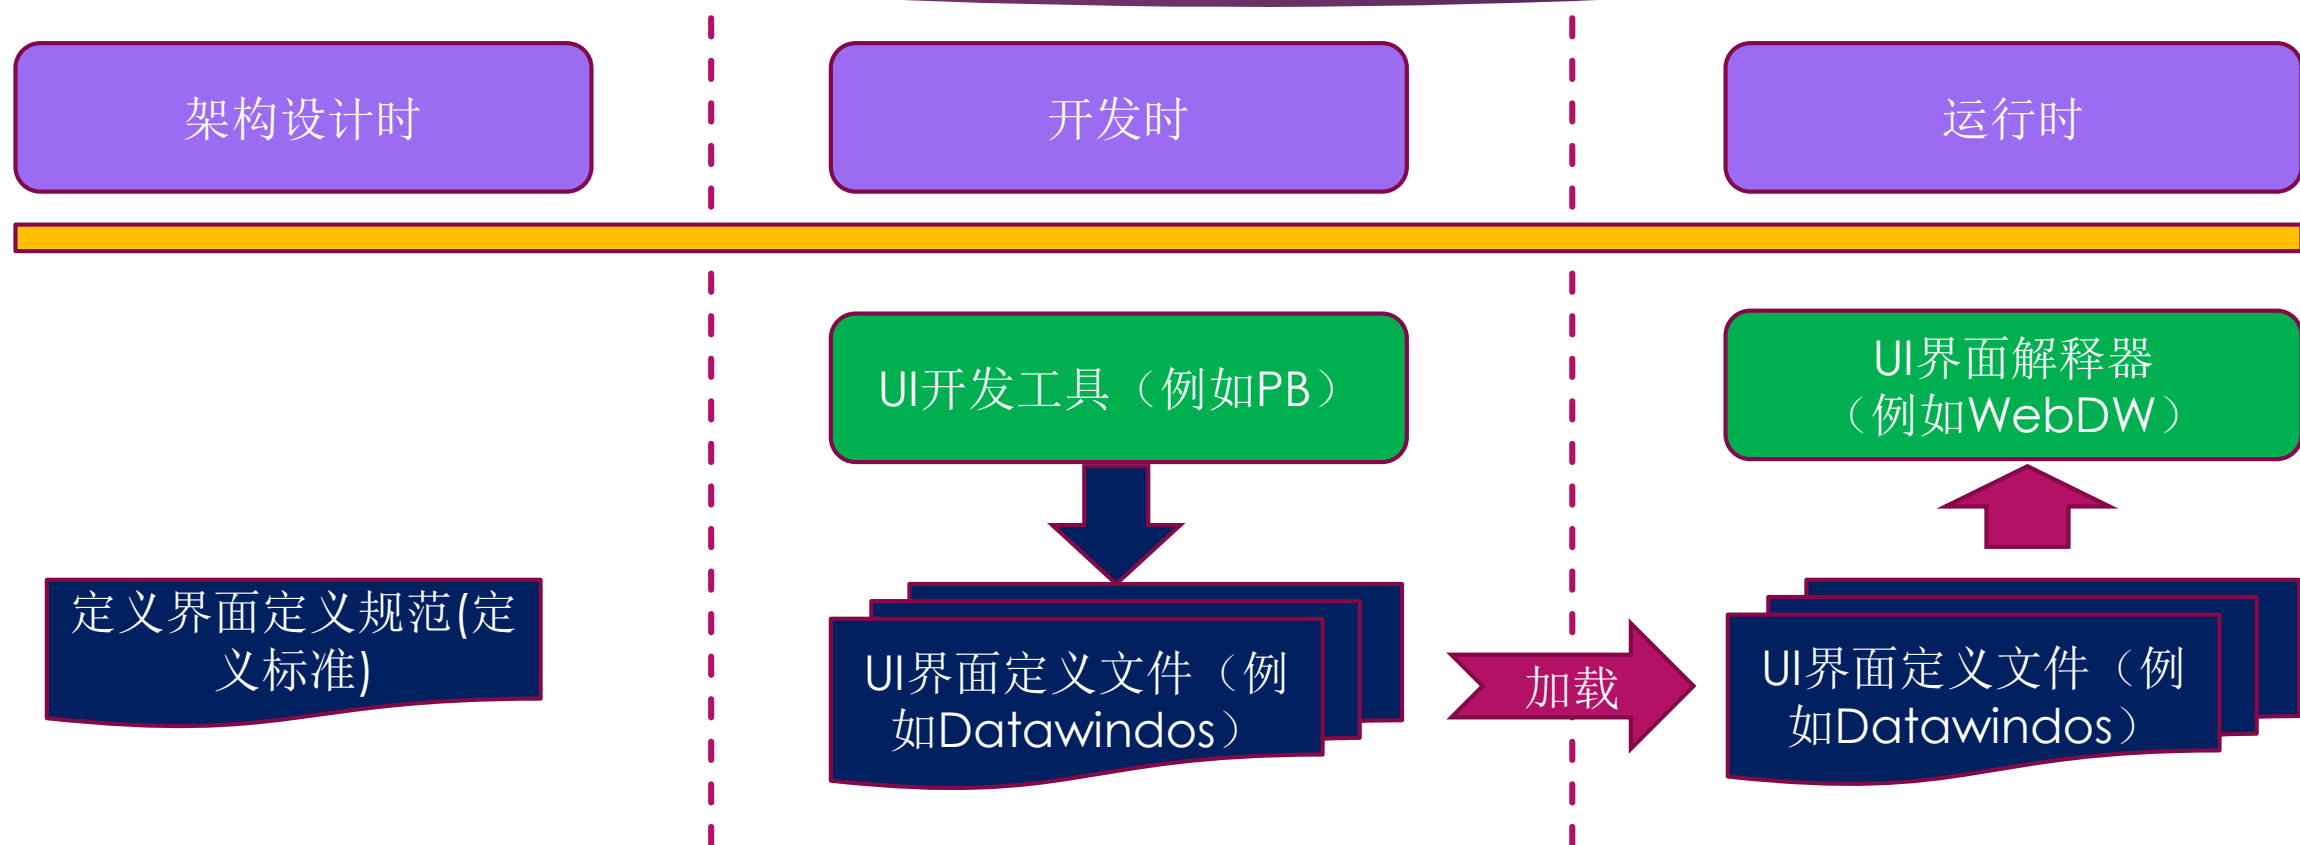 架构设计时
开发时
运行时
UI开发工具（例如PB）
UI界面解释器
（例如WebDW）
定义界面定义规范(定
义标准)
UI界面定义文件（例
如Datawindos）
加载
UI界面定义文件（例
如Datawindos）